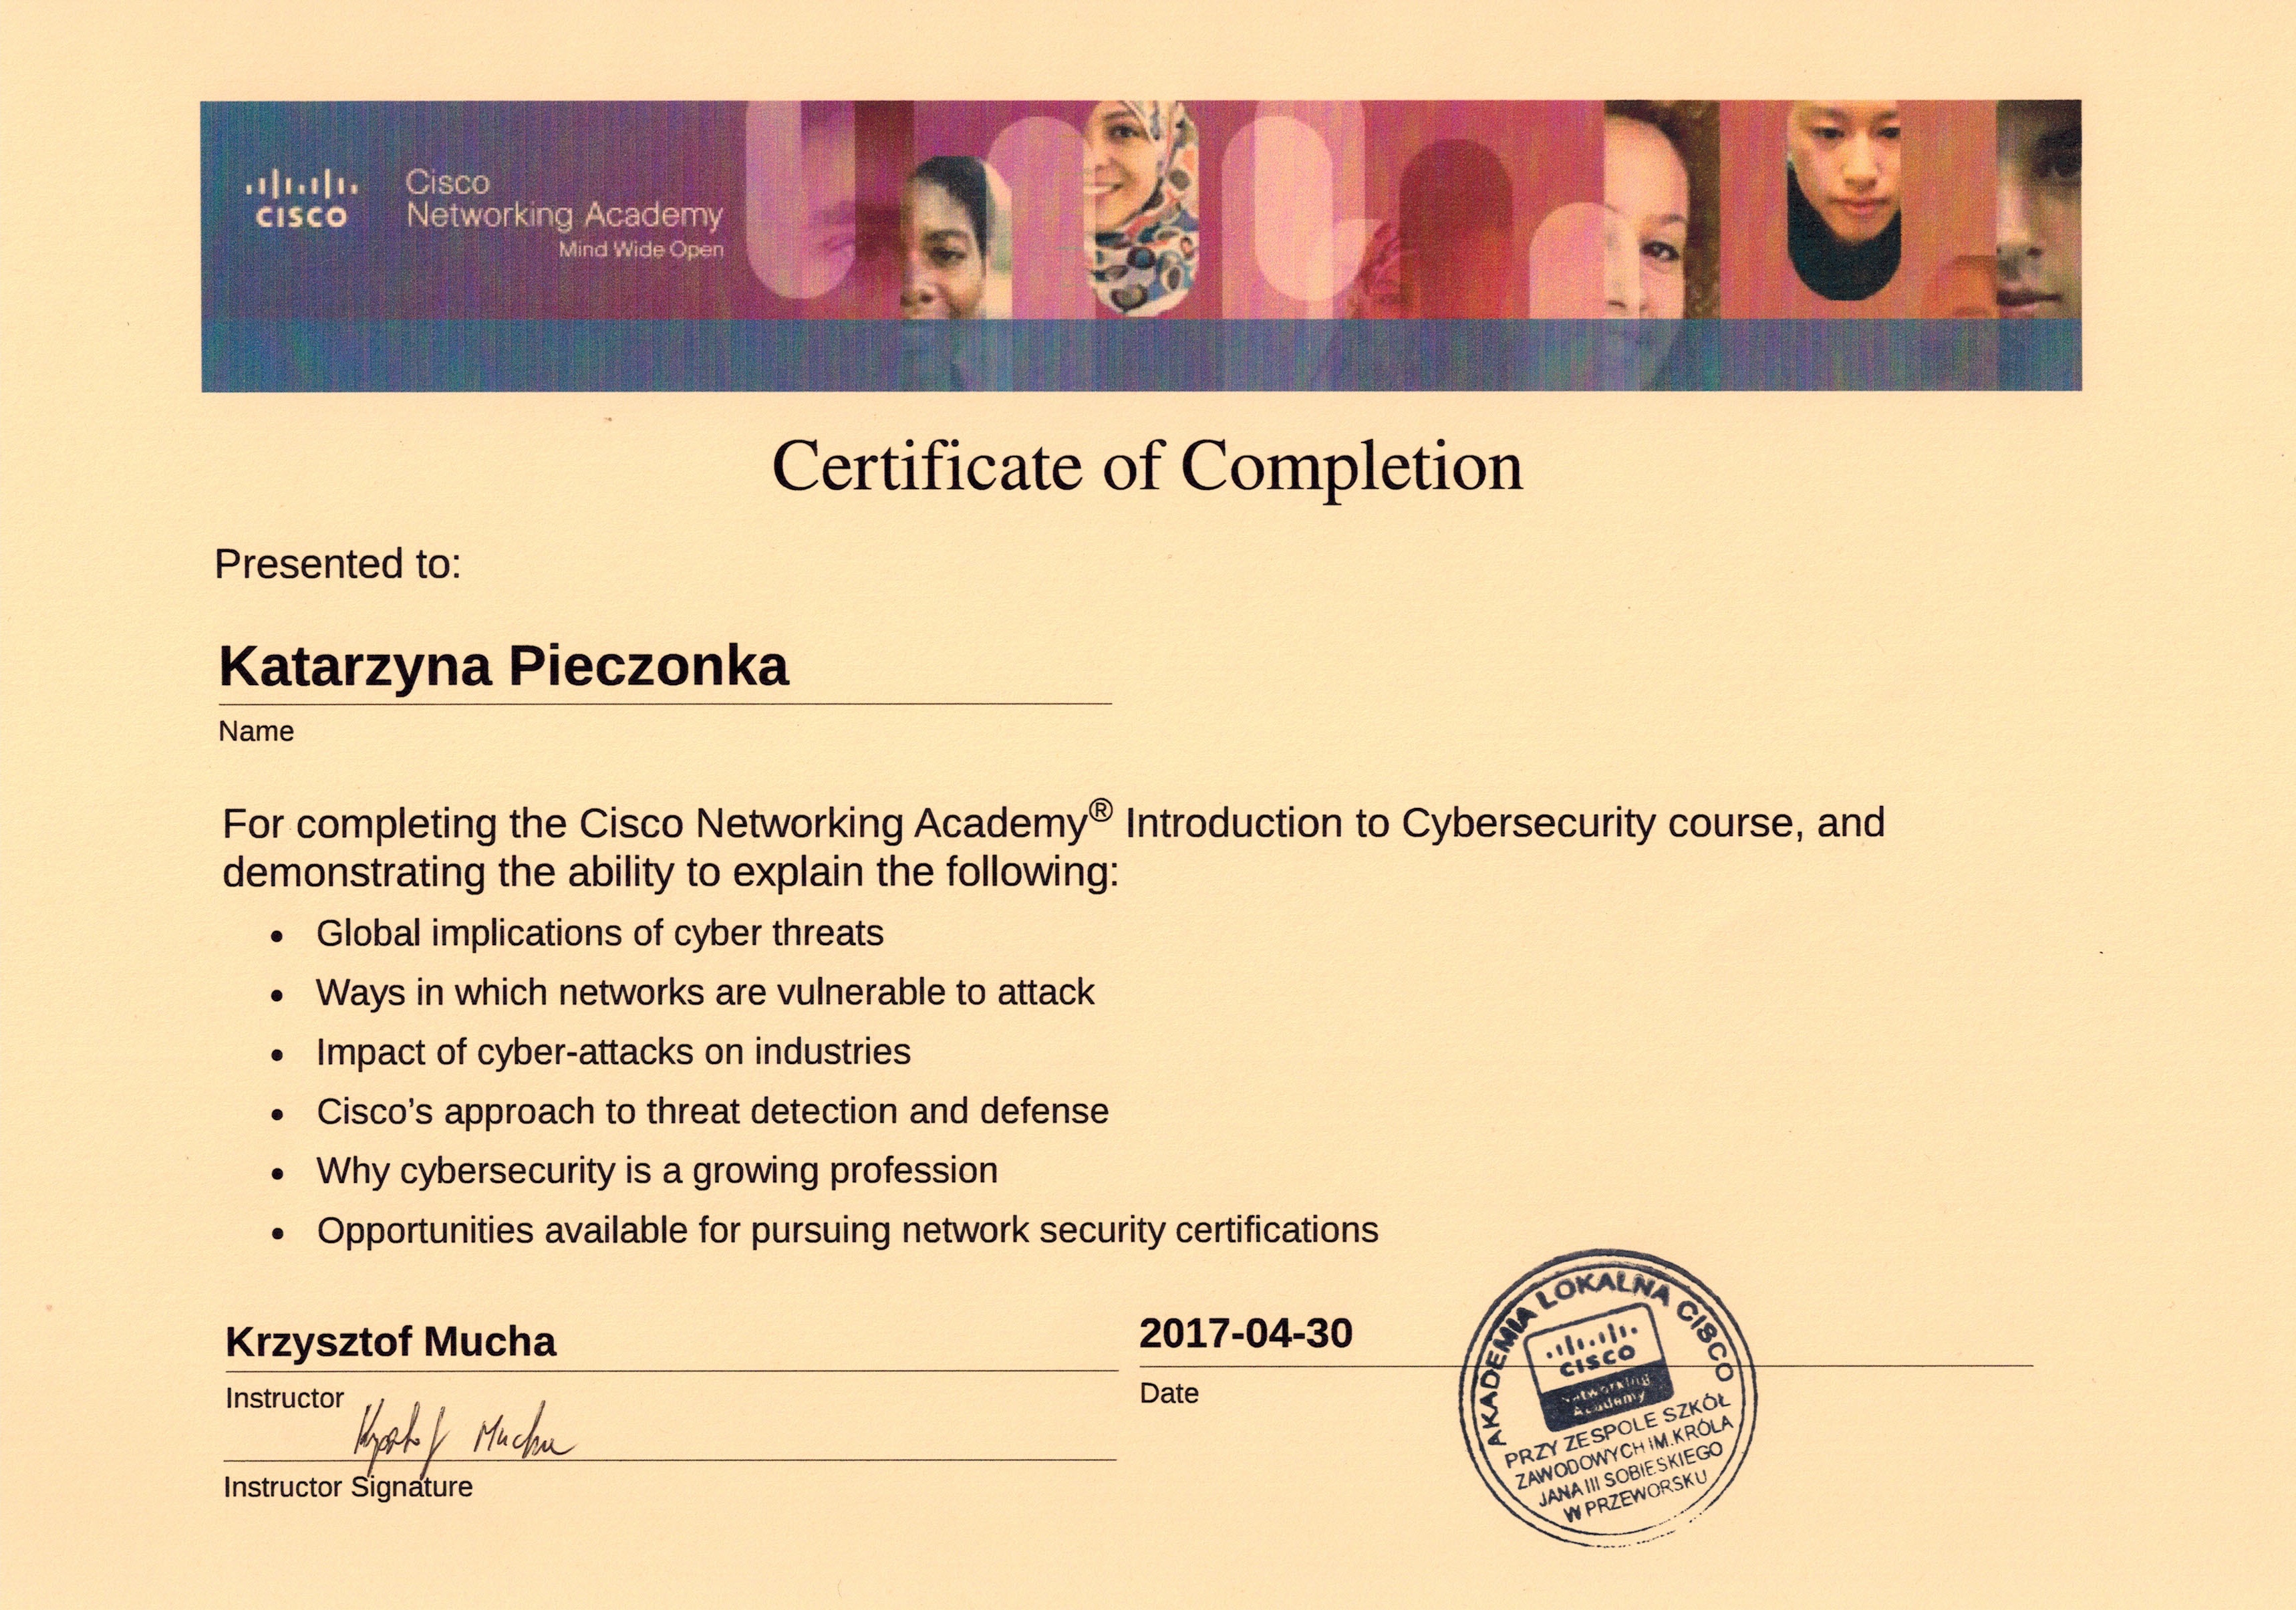 CISCO
Cisco
Networking Academy
Mind Wide Open
Certificate of Completion
Presented to:
Katarzyna Pieczonka
Name
For completing the Cisco Networking Academy® Introduction to Cybersecurity course, and
demonstrating the ability to explain the following:
• Global implications of cyber threats
• Ways in which networks are vulnerable to attack
• Impact of cyber-attacks on industries
• Cisco’s approach to threat detection and defense
• Why cybersecurity is a growing profession
• Opportunities available for pursuing network security certifications
Krzysztof Mucha
Instructor
Krzysztof Mucha
Instructor Signature
2017-04-30
Date
AKADEMIA LOKALNA CISCO
CISCO
Networking
Academy
PRZY ZESPOLE SZKÓŁ
ZAWODOWYCH IM.KRÓLA
JANA III SOBIESKIEGO
W PRZEWORSKU